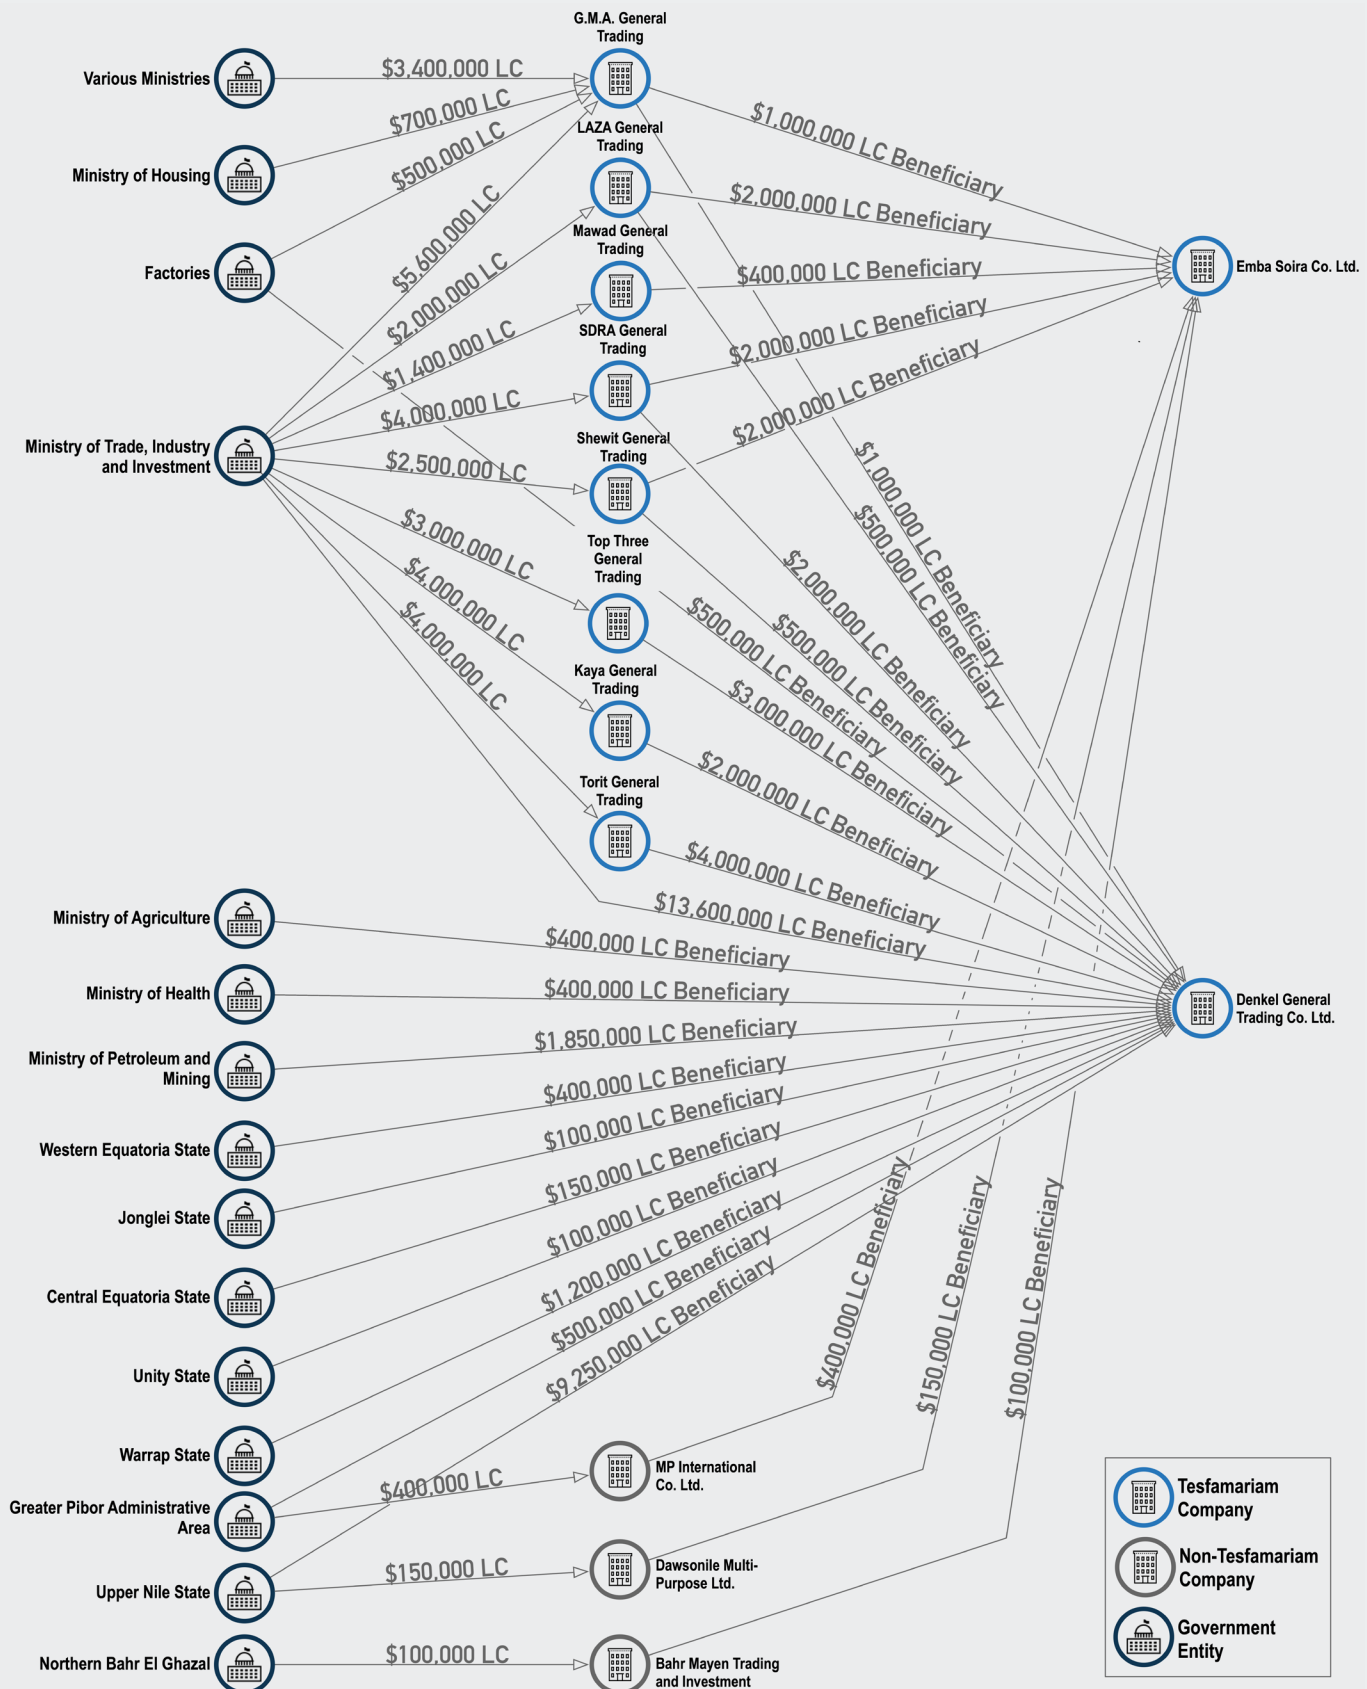 G.M.A. General
Trading
Various Ministries
$3,400,000 LC
$700,000 LC
$500,000 LC
$5,600,000 LC
$1,000,000 LC Beneficiary
LAZA General
Trading
Ministry of Housing
$2,000,000 LC
$2,000,000 LC Beneficiary
Mawad General
Trading
Factories
$1,400,000 LC
$400,000 LC Beneficiary
Emba Soira Co. Ltd.
SDRA General
Trading
$4,000,000 LC
$2,000,000 LC Beneficiary
$2,000,000 LC Beneficiary
Ministry of Trade, Industry
and Investment
$2,500,000 LC
Shewit General
Trading
$1,000,000 LC Beneficiary
$500,000 LC Beneficiary
$3,000,000 LC
Top Three
General
Trading
$2,000,000 LC Beneficiary
$500,000 LC Beneficiary
$500,000 LC Beneficiary
$4,000,000 LC
$4,000,000 LC
$3,000,000 LC Beneficiary
Kaya General
Trading
$2,000,000 LC Beneficiary
Torit General
Trading
$4,000,000 LC Beneficiary
$13,600,000 LC Beneficiary
Ministry of Agriculture
$400,000 LC Beneficiary
Ministry of Health
$400,000 LC Beneficiary
Denkel General
Trading Co. Ltd.
Ministry of Petroleum and
Mining
$1,850,000 LC Beneficiary
$400,000 LC Beneficiary
Western Equatoria State
$100,000 LC Beneficiary
Jonglei State
$150,000 LC Beneficiary
Central Equatoria State
$100,000 LC Beneficiary
$1,200,000 LC Beneficiary
$500,000 LC Beneficiary
$9,250,000 LC Beneficiary
$400,000 LC Beneficiary
$150,000 LC Beneficiary
$100,000 LC Beneficiary
Unity State
Warrap State
Greater Pibor Administrative
Area
$400,000 LC
MP International
Co. Ltd.
Upper Nile State
$150,000 LC
Dawsonile Multi-
Purpose Ltd.
Northern Bahr El Ghazal
$100,000 LC
Bahr Mayen Trading
and Investment
Tesfamariam
Company
Non-Tesfamariam
Company
Government
Entity